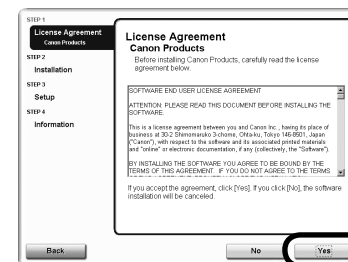 STEP 1
License Agreement
Canon Products
STEP 2
Installation
STEP 3
Setup
STEP 4
Information
License Agreement
Canon Products
Before installing Canon Products, carefully read the license
agreement below.
SOFTWARE END USER LICENSE AGREEMENT
ATTENTION: PLEASE READ THIS DOCUMENT BEFORE INSTALLING THE
SOFTWARE.
This is a license agreement between you and Canon Inc., having its place of
business at 30-2 Shimomaruko 3-chome, Ohta-ku, Tokyo 146-8501, Japan
("Canon"), with respect to the software and its associated printed materials
and "online" or electronic documentation, if any (collectively, the "Software").
BY INSTALLING THE SOFTWARE YOU AGREE TO BE BOUND BY THE
TERMS OF THIS AGREEMENT. IF YOU DO NOT AGREE TO THE TERMS
If you accept the agreement, click [Yes]. If you click [No], the software
installation will be canceled.
Back
No
Yes